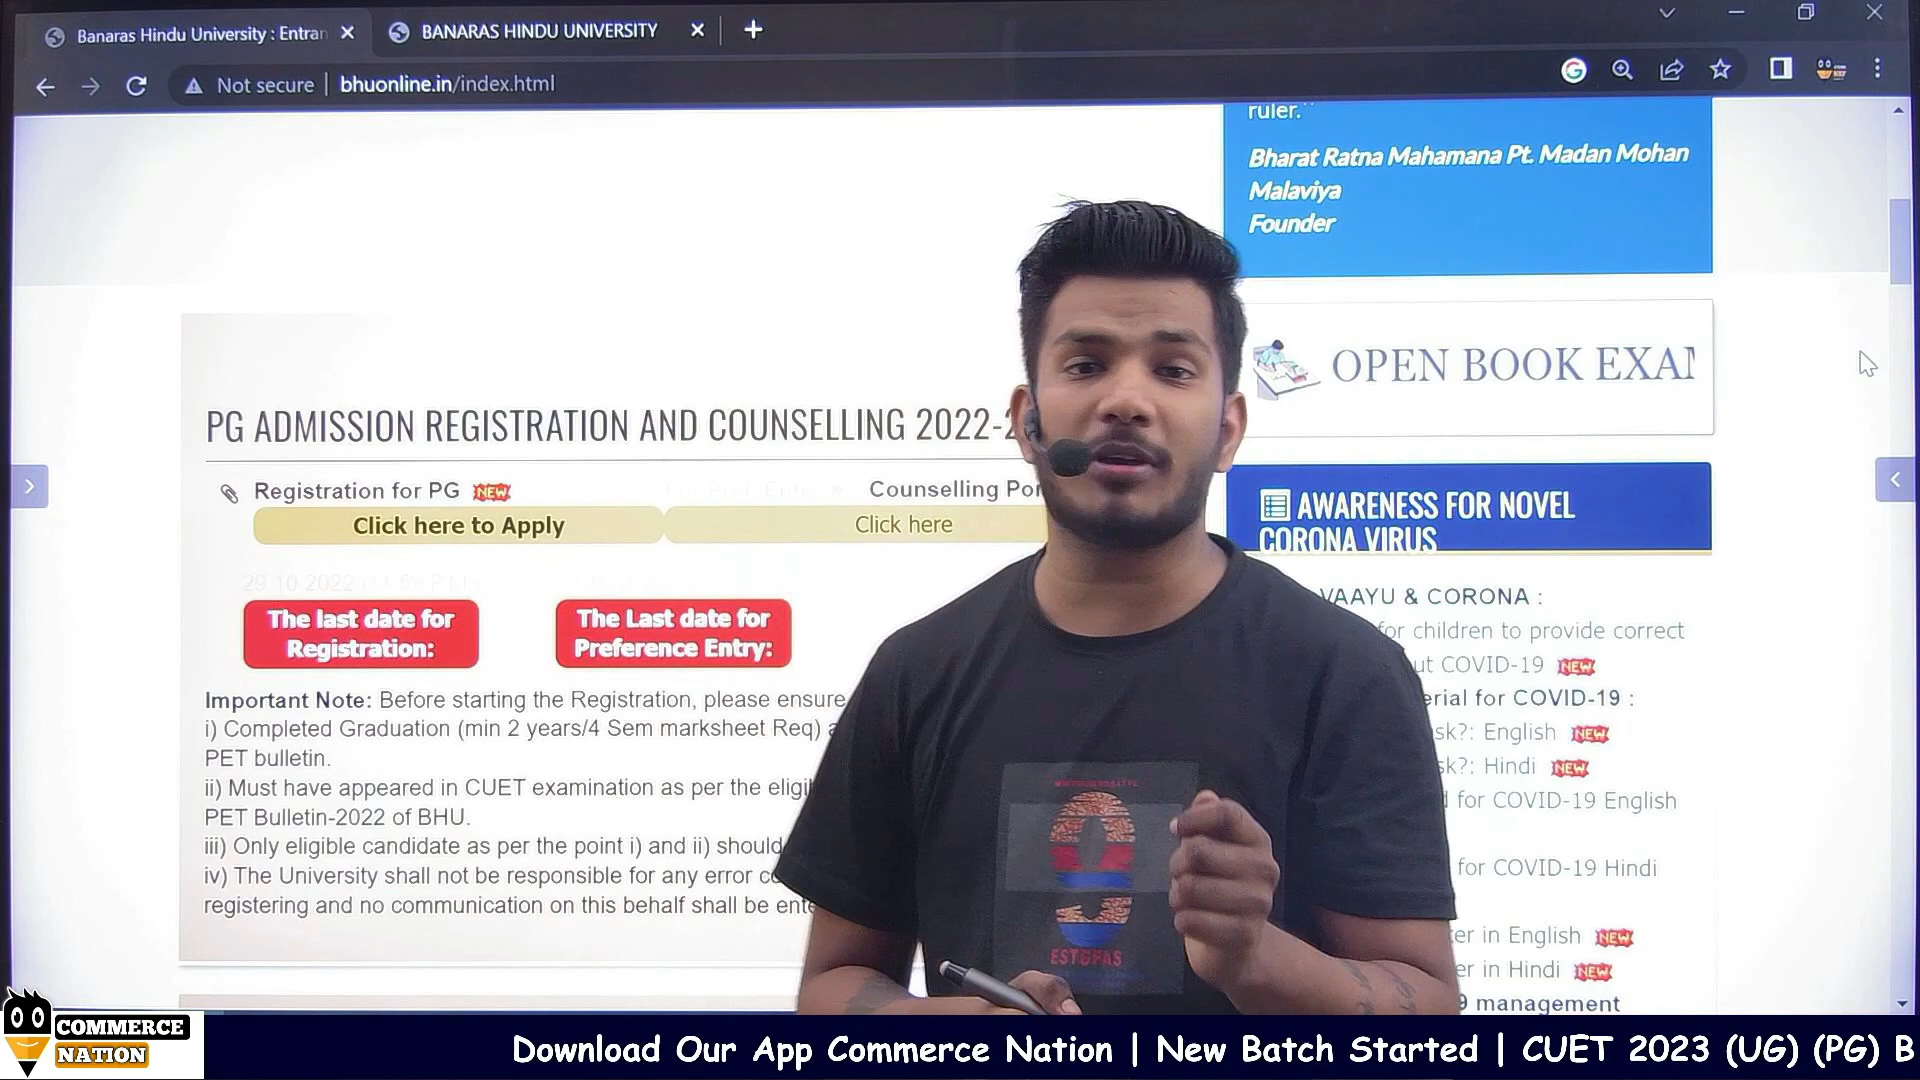 Banaras Hindu University : Entran
BANARAS HINDU UNIVERSITY
Not secure
bhuonline.in/index.html
ruler."
Bharat Ratna Mahamana Pt. Madan Mohan
Malaviya
Founder
OPEN BOOK EXA
PG ADMISSION REGISTRATION AND COUNSELLING 2022-2
Registration for PG NEW
Counselling Por
Click here to Apply
Click here
29.10.2022
The last date for
Registration:
The Last date for
Preference Entry:
Important Note: Before starting the Registration, please ensure
i) Completed Graduation (min 2 years/4 Sem marksheet Req) a
PET bulletin.
ii) Must have appeared in CUET examination as per the eligi
PET Bulletin-2022 of BHU.
iii) Only eligible candidate as per the point i) and ii) should
iv) The University shall not be responsible for any error co
registering and no communication on this behalf shall be ente
AWARENESS FOR NOVEL
CORONA VIRUS
VAAYU & CORONA :
for children to provide correct
ut COVID-19 NEW
erial for COVID-19 :
sk?: English NEW
sk?: Hindi NEW
d for COVID-19 English
for COVID-19 Hindi
er in English NEW
er in Hindi NEW
9 management
9
ESTGFAS
COMMERCE
NATION
Download Our App Commerce Nation | New Batch Started | CUET 2023 (UG) (PG) B